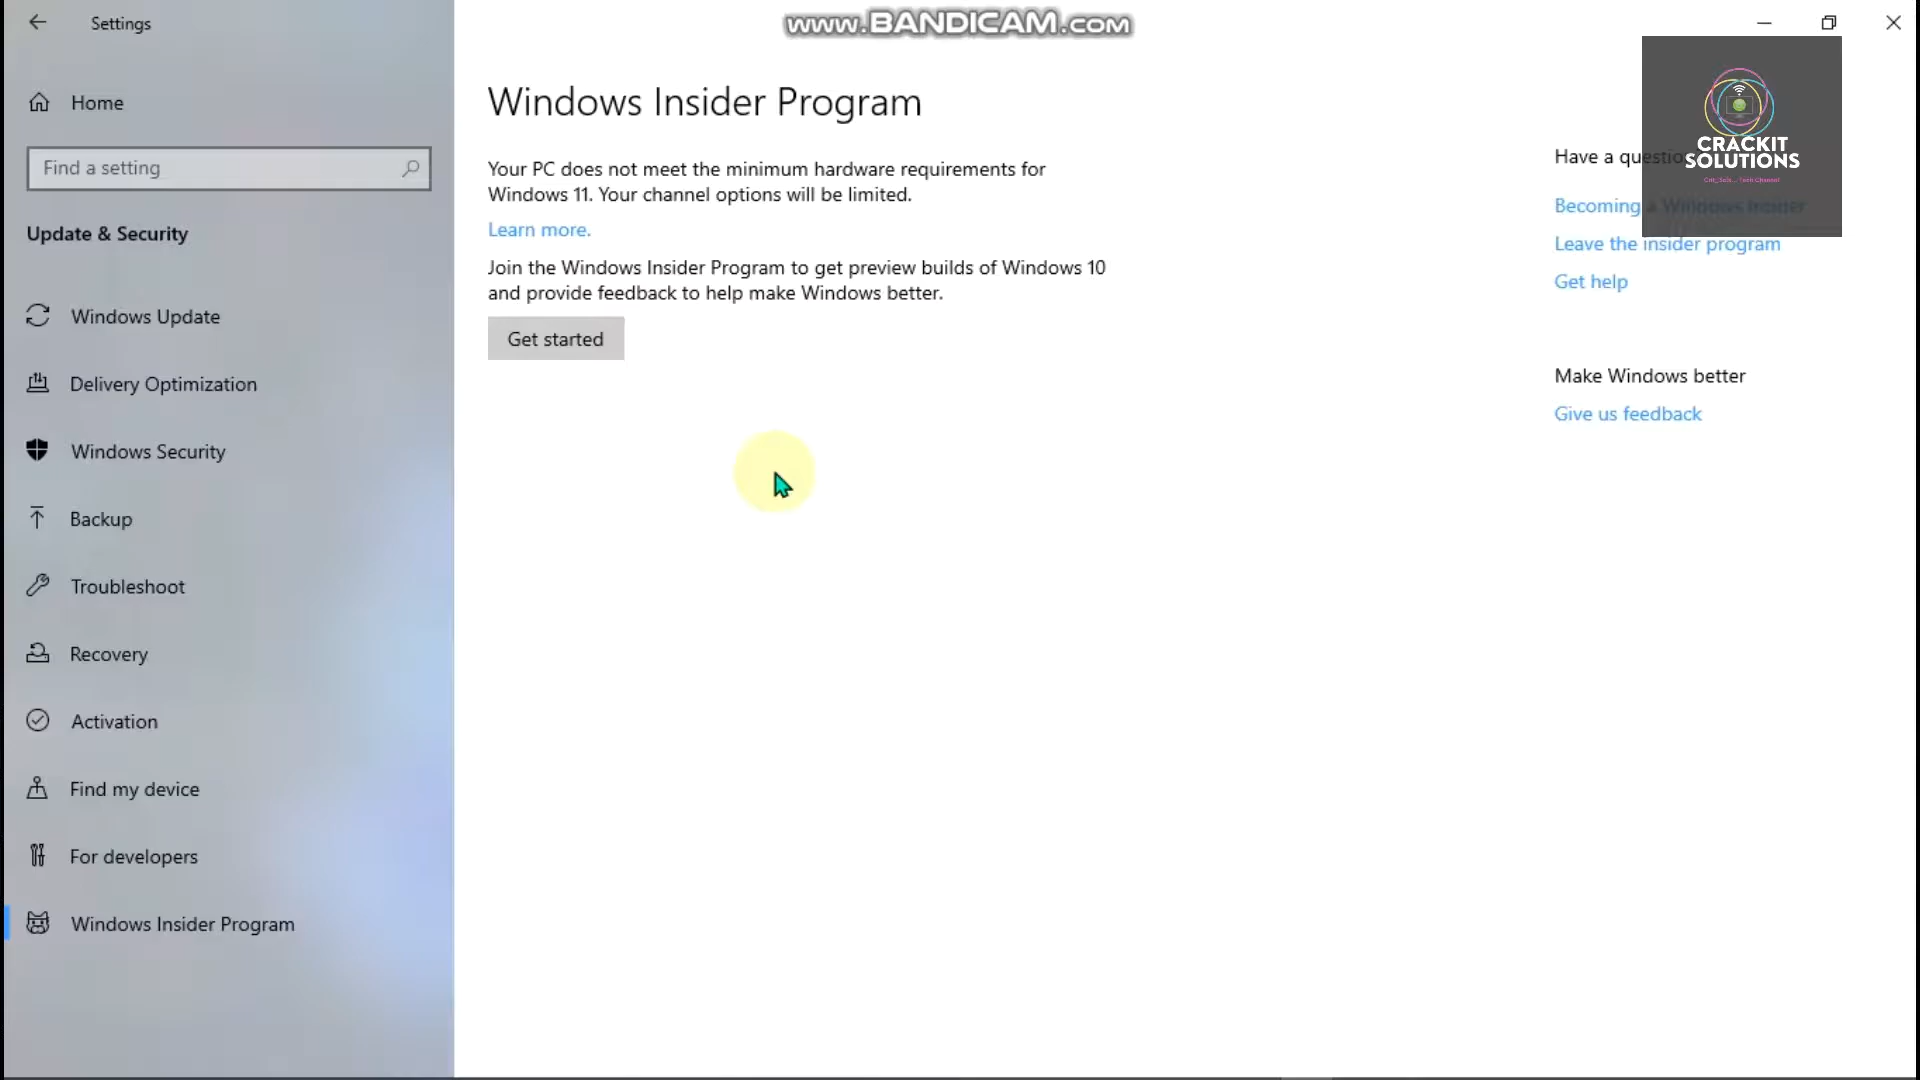 Settings
www.BANDICAM.com
Home
Find a setting
Update & Security
Windows Update
Delivery Optimization
Windows Security
Backup
Troubleshoot
Recovery
Activation
Find my device
For developers
Windows Insider Program
Windows Insider Program
Your PC does not meet the minimum hardware requirements for
Windows 11. Your channel options will be limited.
Learn more.
Join the Windows Insider Program to get preview builds of Windows 10
and provide feedback to help make Windows better.
Get started
CRACKIT
SOLUTIONS
Have a questio
Becoming a Windows Insider
Leave the insider program
Get help
Make Windows better
Give us feedback